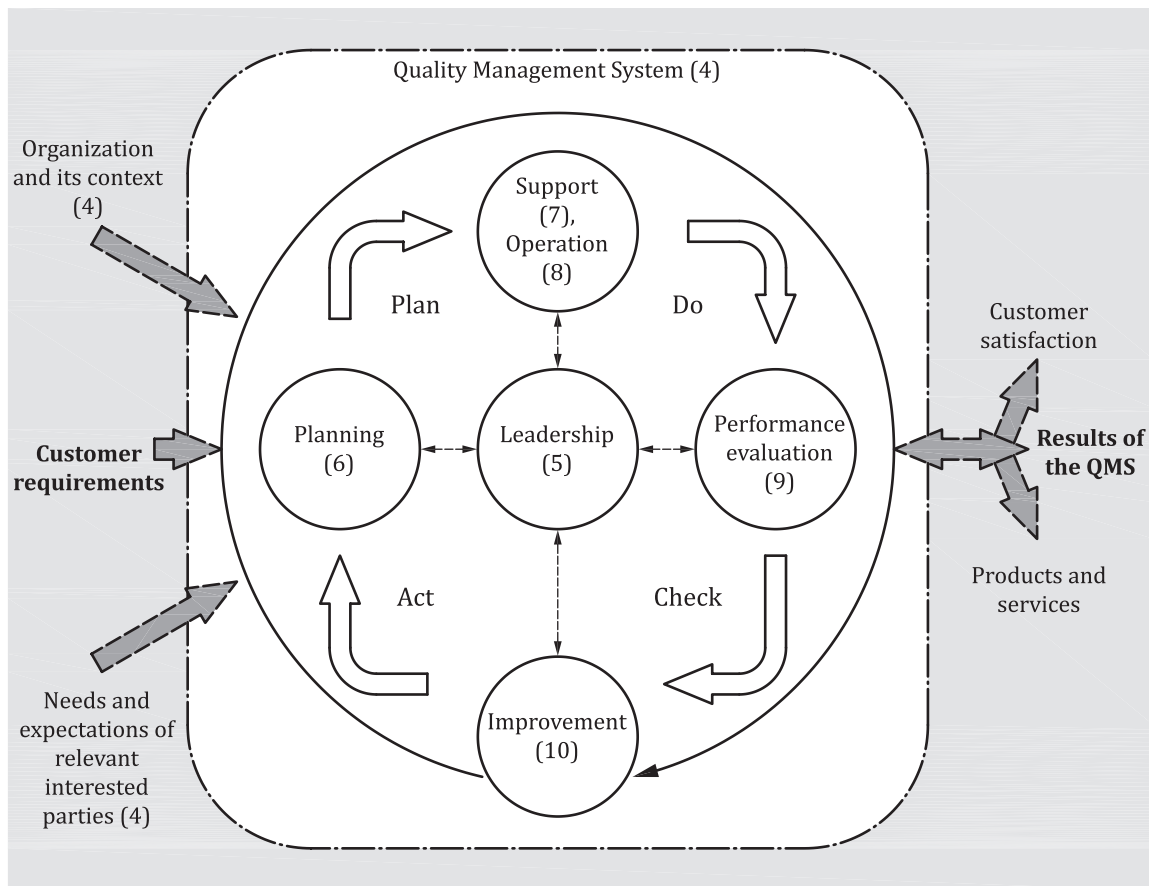 Quality Management System (4)
Organization
and its context
(4)
Support
(7),
Operation
(8)
Plan
Do
Customer
satisfaction
Planning
(6)
Leadership
(5)
Performance
evaluation
(9)
Customer
requirements
Results of
the QMS
Act
Check
Products and
services
Needs and
expectations of
relevant
interested
parties (4)
Improvement
(10)